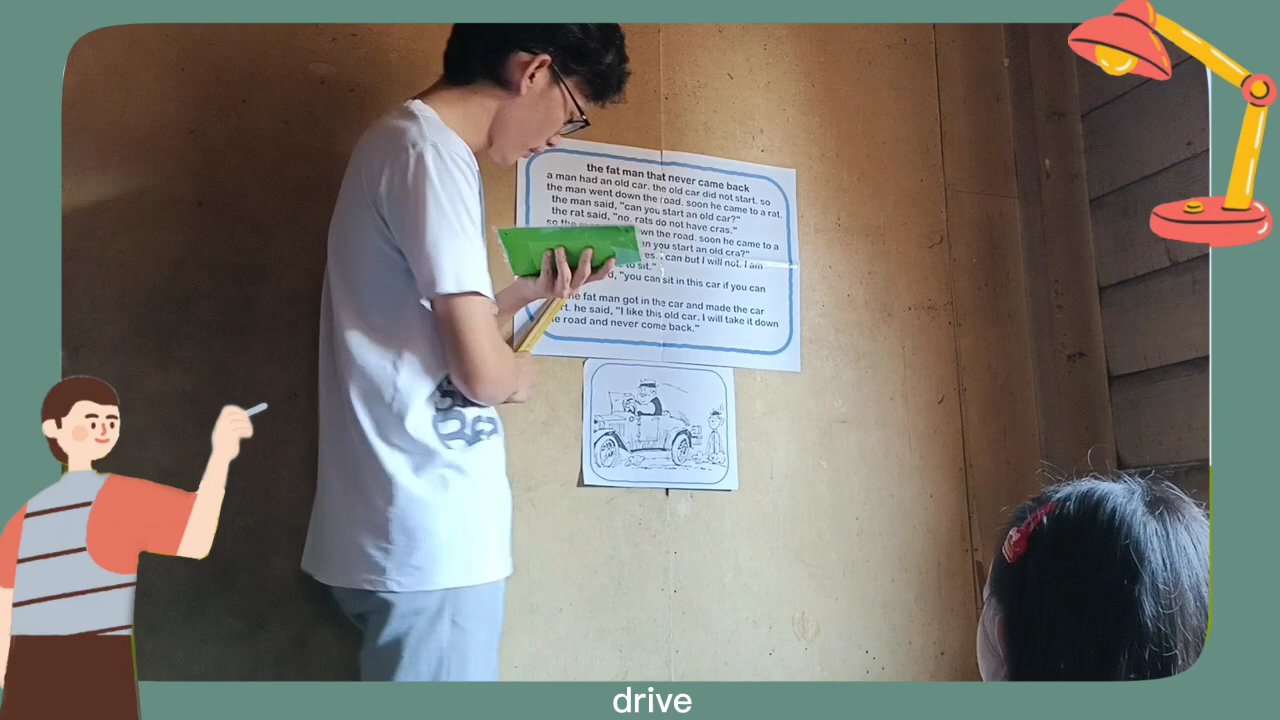 the fat man that never came back
a man had an old car. the old car did not start. so
the man went down the road. soon he came to a rat.
the man said, "can you start an old car?"
the rat said, "no. rats do not have cras."
so the
wn the road. soon he came to a
n you start an old cra?"
es. i can but I will not. I am
to sit."
d, "you can sit in this car if you can
he fat man got in the car and made the car
rt. he said, "I like this old car. I will take it down
e road and never come back."
drive